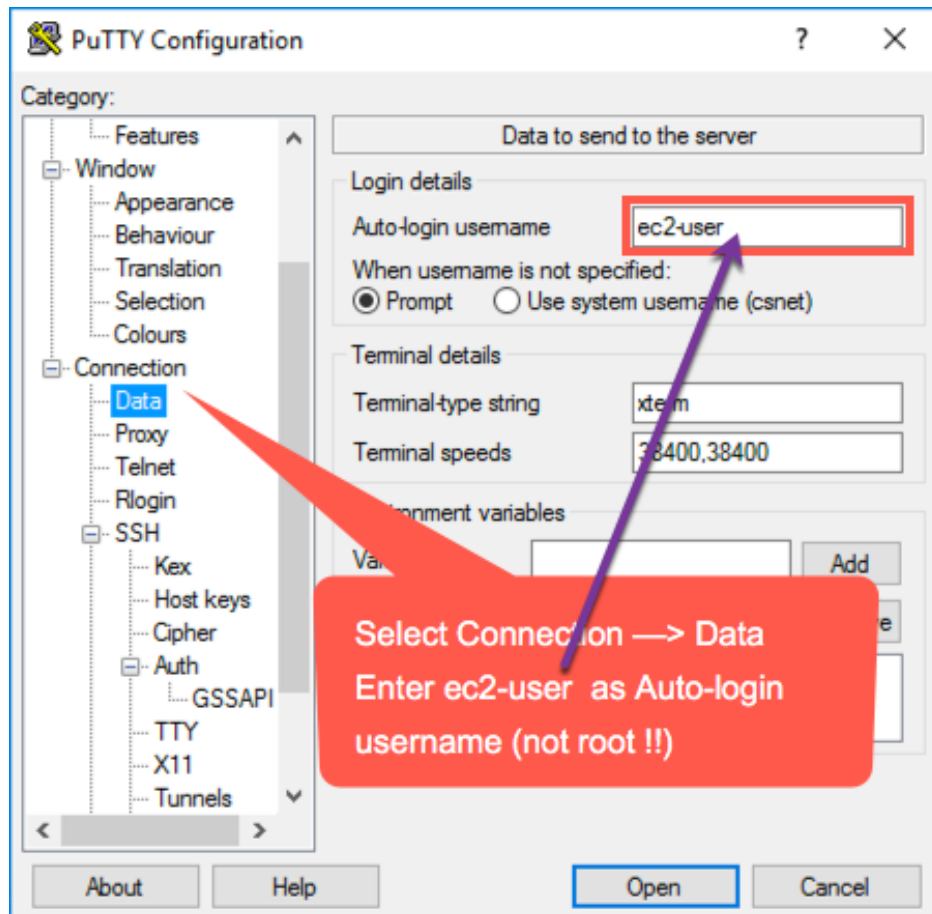 PuTTY Configuration
?
Category:
Features
Window
Appearance
Behaviour
Translation
Selection
Colours
Connection
Data
Proxy
Telnet
Rlogin
SSH
Kex
Host keys
Cipher
Auth
GSSAPI
TTY
X11
Tunnels
Data to send to the server
Login details
Auto-login username ec2-user
When username is not specified:
Prompt Use system username (csnet)
Terminal details
Terminal-type string xterm
Terminal speeds 38400,38400
variables
Add
Select Connection —> Data
Enter ec2-user as Auto-login
username (not root !!)
About Help Open Cancel